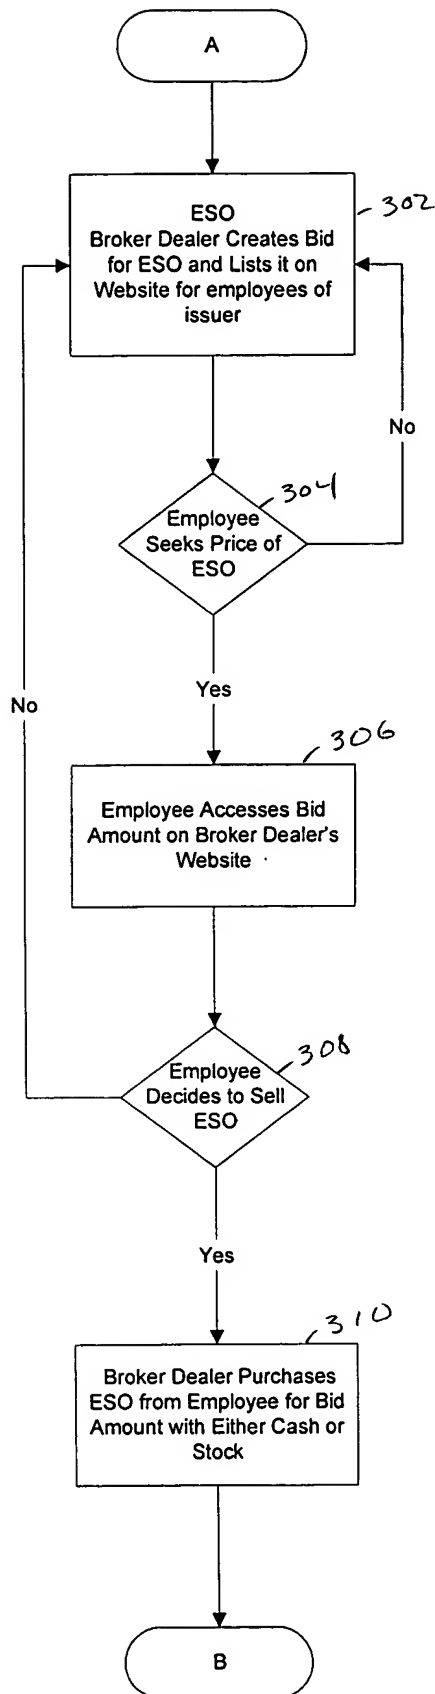 A
ESO
Broker Dealer Creates Bid
for ESO and Lists it on
Website for employees of
issuer
302
No
304
Employee
Seeks Price of
ESO
Yes
No
306
Employee Accesses Bid
Amount on Broker Dealer's
Website
308
Employee
Decides to Sell
ESO
Yes
310
Broker Dealer Purchases
ESO from Employee for Bid
Amount with Either Cash or
Stock
B